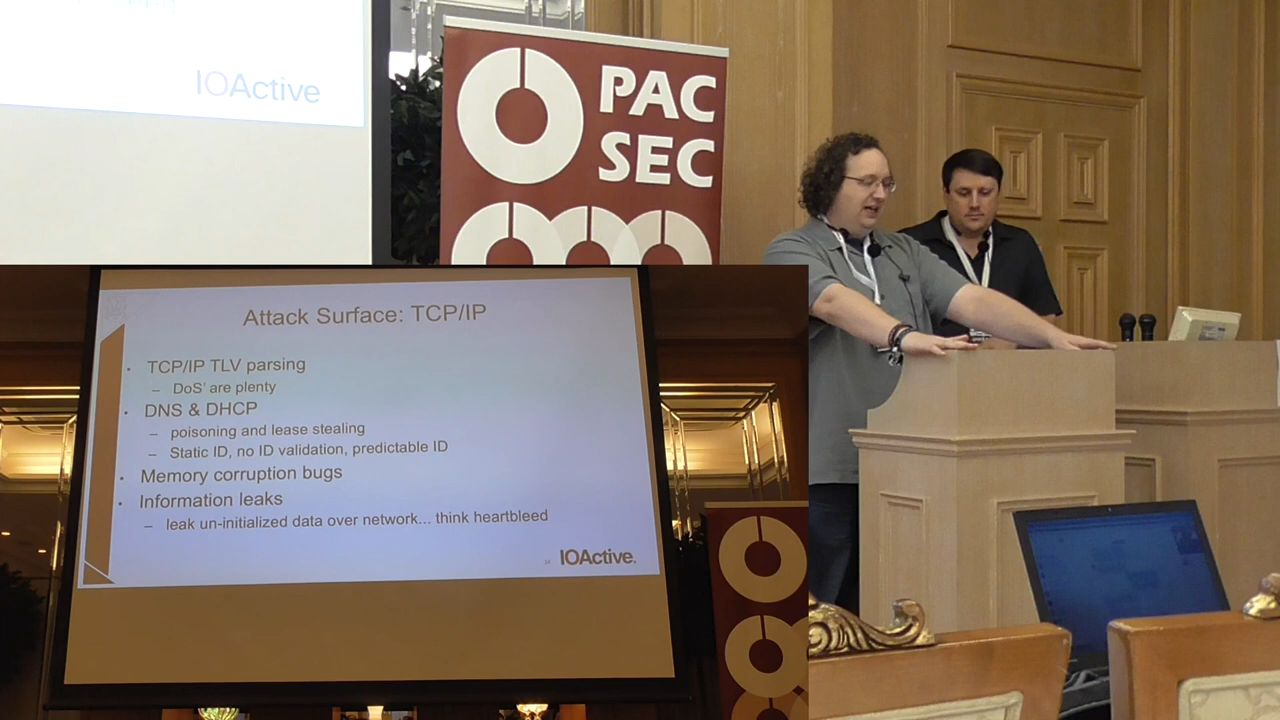 IOActive
PAC
SEC
Attack Surface: TCP/IP
• TCP/IP TLV parsing
– DoS' are plenty
• DNS & DHCP
– poisoning and lease stealing
– Static ID, no ID validation, predictable ID
• Memory corruption bugs
• Information leaks
– leak un-initialized data over network... think heartbleed
IOActive.